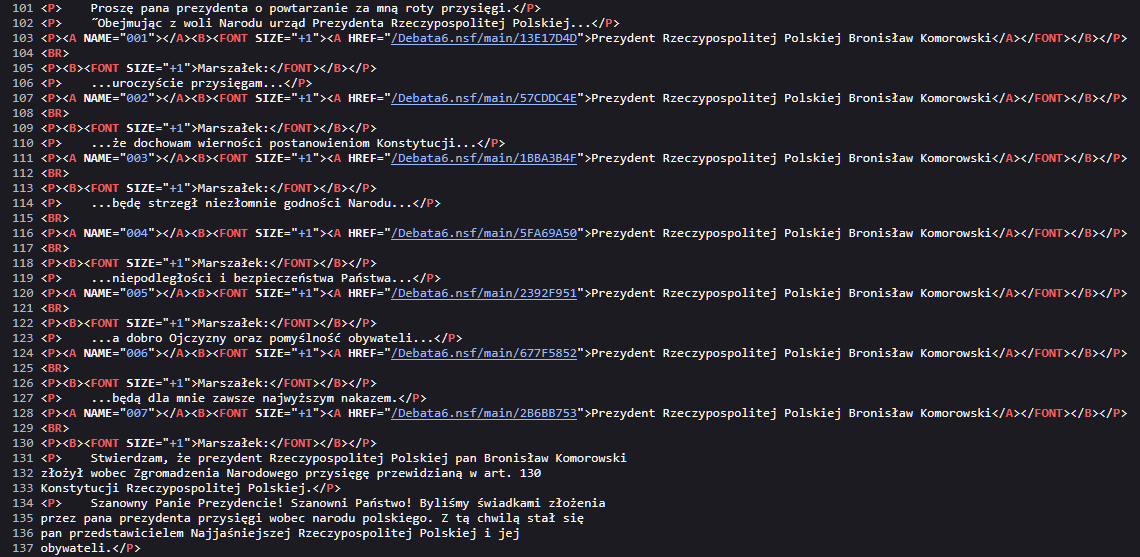 101 <P>    Proszę pana prezydenta o powtarzanie za mną roty przysięgi.</P>
102 <P>    ˝Obejmując z woli Narodu urząd Prezydenta Rzeczypospolitej Polskiej...</P>
103 <P><A NAME="001"></A><B><FONT SIZE="+1"><A HREF="/Debata6.nsf/main/13E17D4D">Prezydent Rzeczypospolitej Polskiej Bronisław Komorowski</A></FONT></B></P>
104 <BR>
105 <P><B><FONT SIZE="+1">Marszałek:</FONT></B></P>
106 <P>    ...uroczyście przysięgam...</P>
107 <P><A NAME="002"></A><B><FONT SIZE="+1"><A HREF="/Debata6.nsf/main/57CDDC4E">Prezydent Rzeczypospolitej Polskiej Bronisław Komorowski</A></FONT></B></P>
108 <BR>
109 <P><B><FONT SIZE="+1">Marszałek:</FONT></B></P>
110 <P>    ...że dochowam wierności postanowieniom Konstytucji...</P>
111 <P><A NAME="003"></A><B><FONT SIZE="+1"><A HREF="/Debata6.nsf/main/1BBA3B4F">Prezydent Rzeczypospolitej Polskiej Bronisław Komorowski</A></FONT></B></P>
112 <BR>
113 <P><B><FONT SIZE="+1">Marszałek:</FONT></B></P>
114 <P>    ...będę strzegł niezłomnie godności Narodu...</P>
115 <BR>
116 <P><A NAME="004"></A><B><FONT SIZE="+1"><A HREF="/Debata6.nsf/main/5FA69A50">Prezydent Rzeczypospolitej Polskiej Bronisław Komorowski</A></FONT></B></P>
117 <BR>
118 <P><B><FONT SIZE="+1">Marszałek:</FONT></B></P>
119 <P>    ...niepodległości i bezpieczeństwa Państwa...</P>
120 <P><A NAME="005"></A><B><FONT SIZE="+1"><A HREF="/Debata6.nsf/main/2392F951">Prezydent Rzeczypospolitej Polskiej Bronisław Komorowski</A></FONT></B></P>
121 <BR>
122 <P><B><FONT SIZE="+1">Marszałek:</FONT></B></P>
123 <P>    ...a dobro Ojczyzny oraz pomyślność obywateli...</P>
124 <P><A NAME="006"></A><B><FONT SIZE="+1"><A HREF="/Debata6.nsf/main/677F5852">Prezydent Rzeczypospolitej Polskiej Bronisław Komorowski</A></FONT></B></P>
125 <BR>
126 <P><B><FONT SIZE="+1">Marszałek:</FONT></B></P>
127 <P>    ...będą dla mnie zawsze najwyższym nakazem.</P>
128 <P><A NAME="007"></A><B><FONT SIZE="+1"><A HREF="/Debata6.nsf/main/2B6BB753">Prezydent Rzeczypospolitej Polskiej Bronisław Komorowski</A></FONT></B></P>
129 <BR>
130 <P><B><FONT SIZE="+1">Marszałek:</FONT></B></P>
131 <P>    Stwierdzam, że prezydent Rzeczypospolitej Polskiej pan Bronisław Komorowski
132 złożył wobec Zgromadzenia Narodowego przysięgę przewidzianą w art. 130
133 Konstytucji Rzeczypospolitej Polskiej.</P>
134 <P>    Szanowny Panie Prezydencie! Szanowni Państwo! Byliśmy świadkami złożenia
135 przez pana prezydenta przysięgi wobec narodu polskiego. Z tą chwilą stał się
136 pan przedstawicielem Najjaśniejszej Rzeczypospolitej Polskiej i jej
137 obywateli.</P>